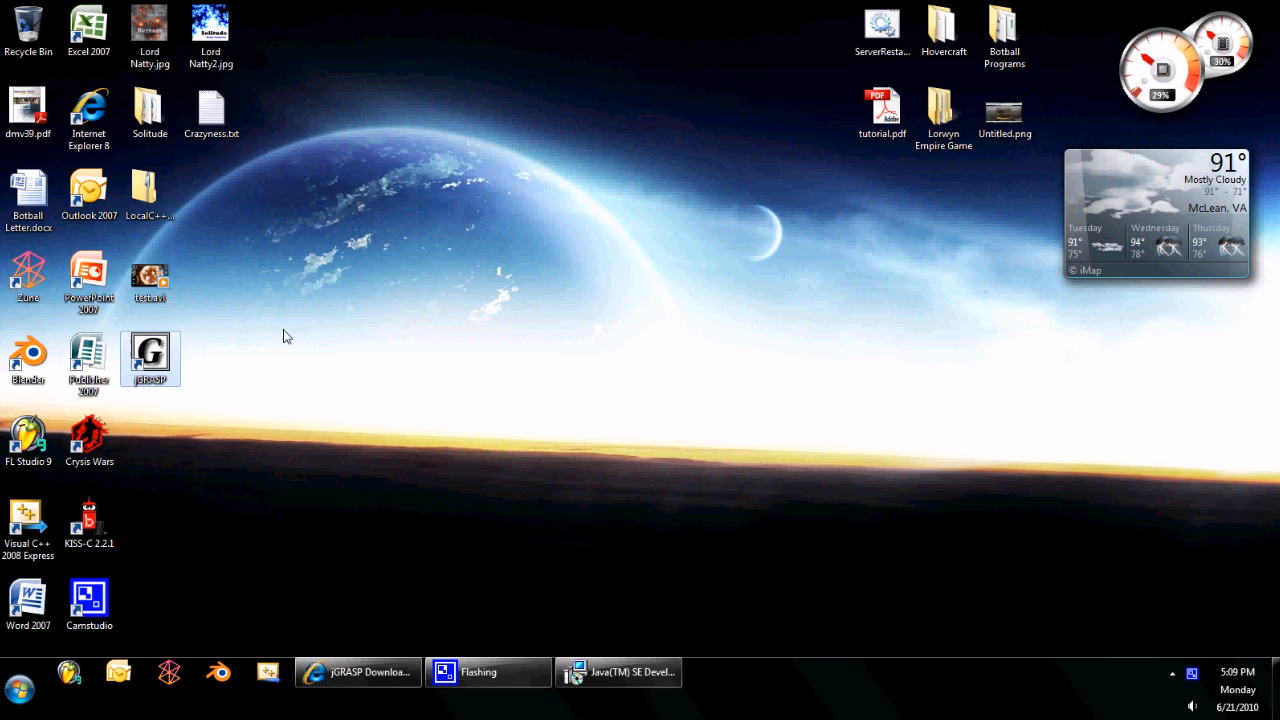 Recycle Bin
Excel 2007
Lord
Natty.jpg
Lord
Natty2.jpg
dmv39.pdf
Internet
Explorer 8
Solitude
Crazyness.txt
Botball
Letter.docx
Outlook 2007
LocalC++...
Zune
PowerPoint
2007
test.avi
Blender
Publisher
2007
jGRASP
FL Studio 9
Crysis Wars
Visual C++
2008 Express
KISS-C 2.2.1
Word 2007
Camstudio
ServerResta...
Hovercraft
Botball
Programs
PDF
Adobe
tutorial.pdf
Lorwyn
Empire Game
Untitled.png
30%
29%
91°
Mostly Cloudy
91° - 71°
McLean, VA
Tuesday
91°
75°
Wednesday
94°
78°
Thursday
93°
76°
© iMap
jGRASP Downloa...
Flashing
Java(TM) SE Devel...
5:09 PM
Monday
6/21/2010